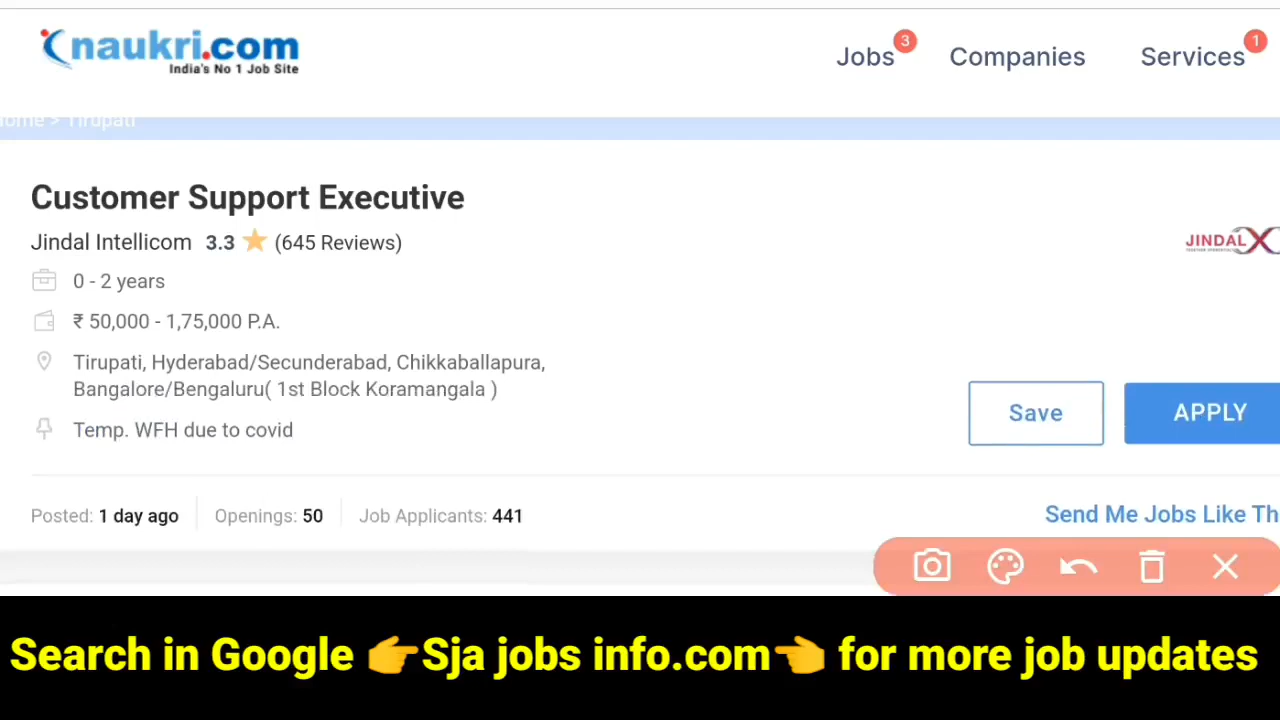 naukri.com
India's No 1 Job Site
Jobs 3 Companies Services 1
Home > Tirupati
Customer Support Executive
Jindal Intellicom 3.3 (645 Reviews)
JINDAL X
0 - 2 years
₹ 50,000 - 1,75,000 P.A.
Tirupati, Hyderabad/Secunderabad, Chikkaballapura,
Bangalore/Bengaluru( 1st Block Koramangala )
Temp. WFH due to covid
Save APPLY
Posted: 1 day ago Openings: 50 Job Applicants: 441
Send Me Jobs Like Th
Search in Google 👉Sja jobs info.com👈 for more job updates